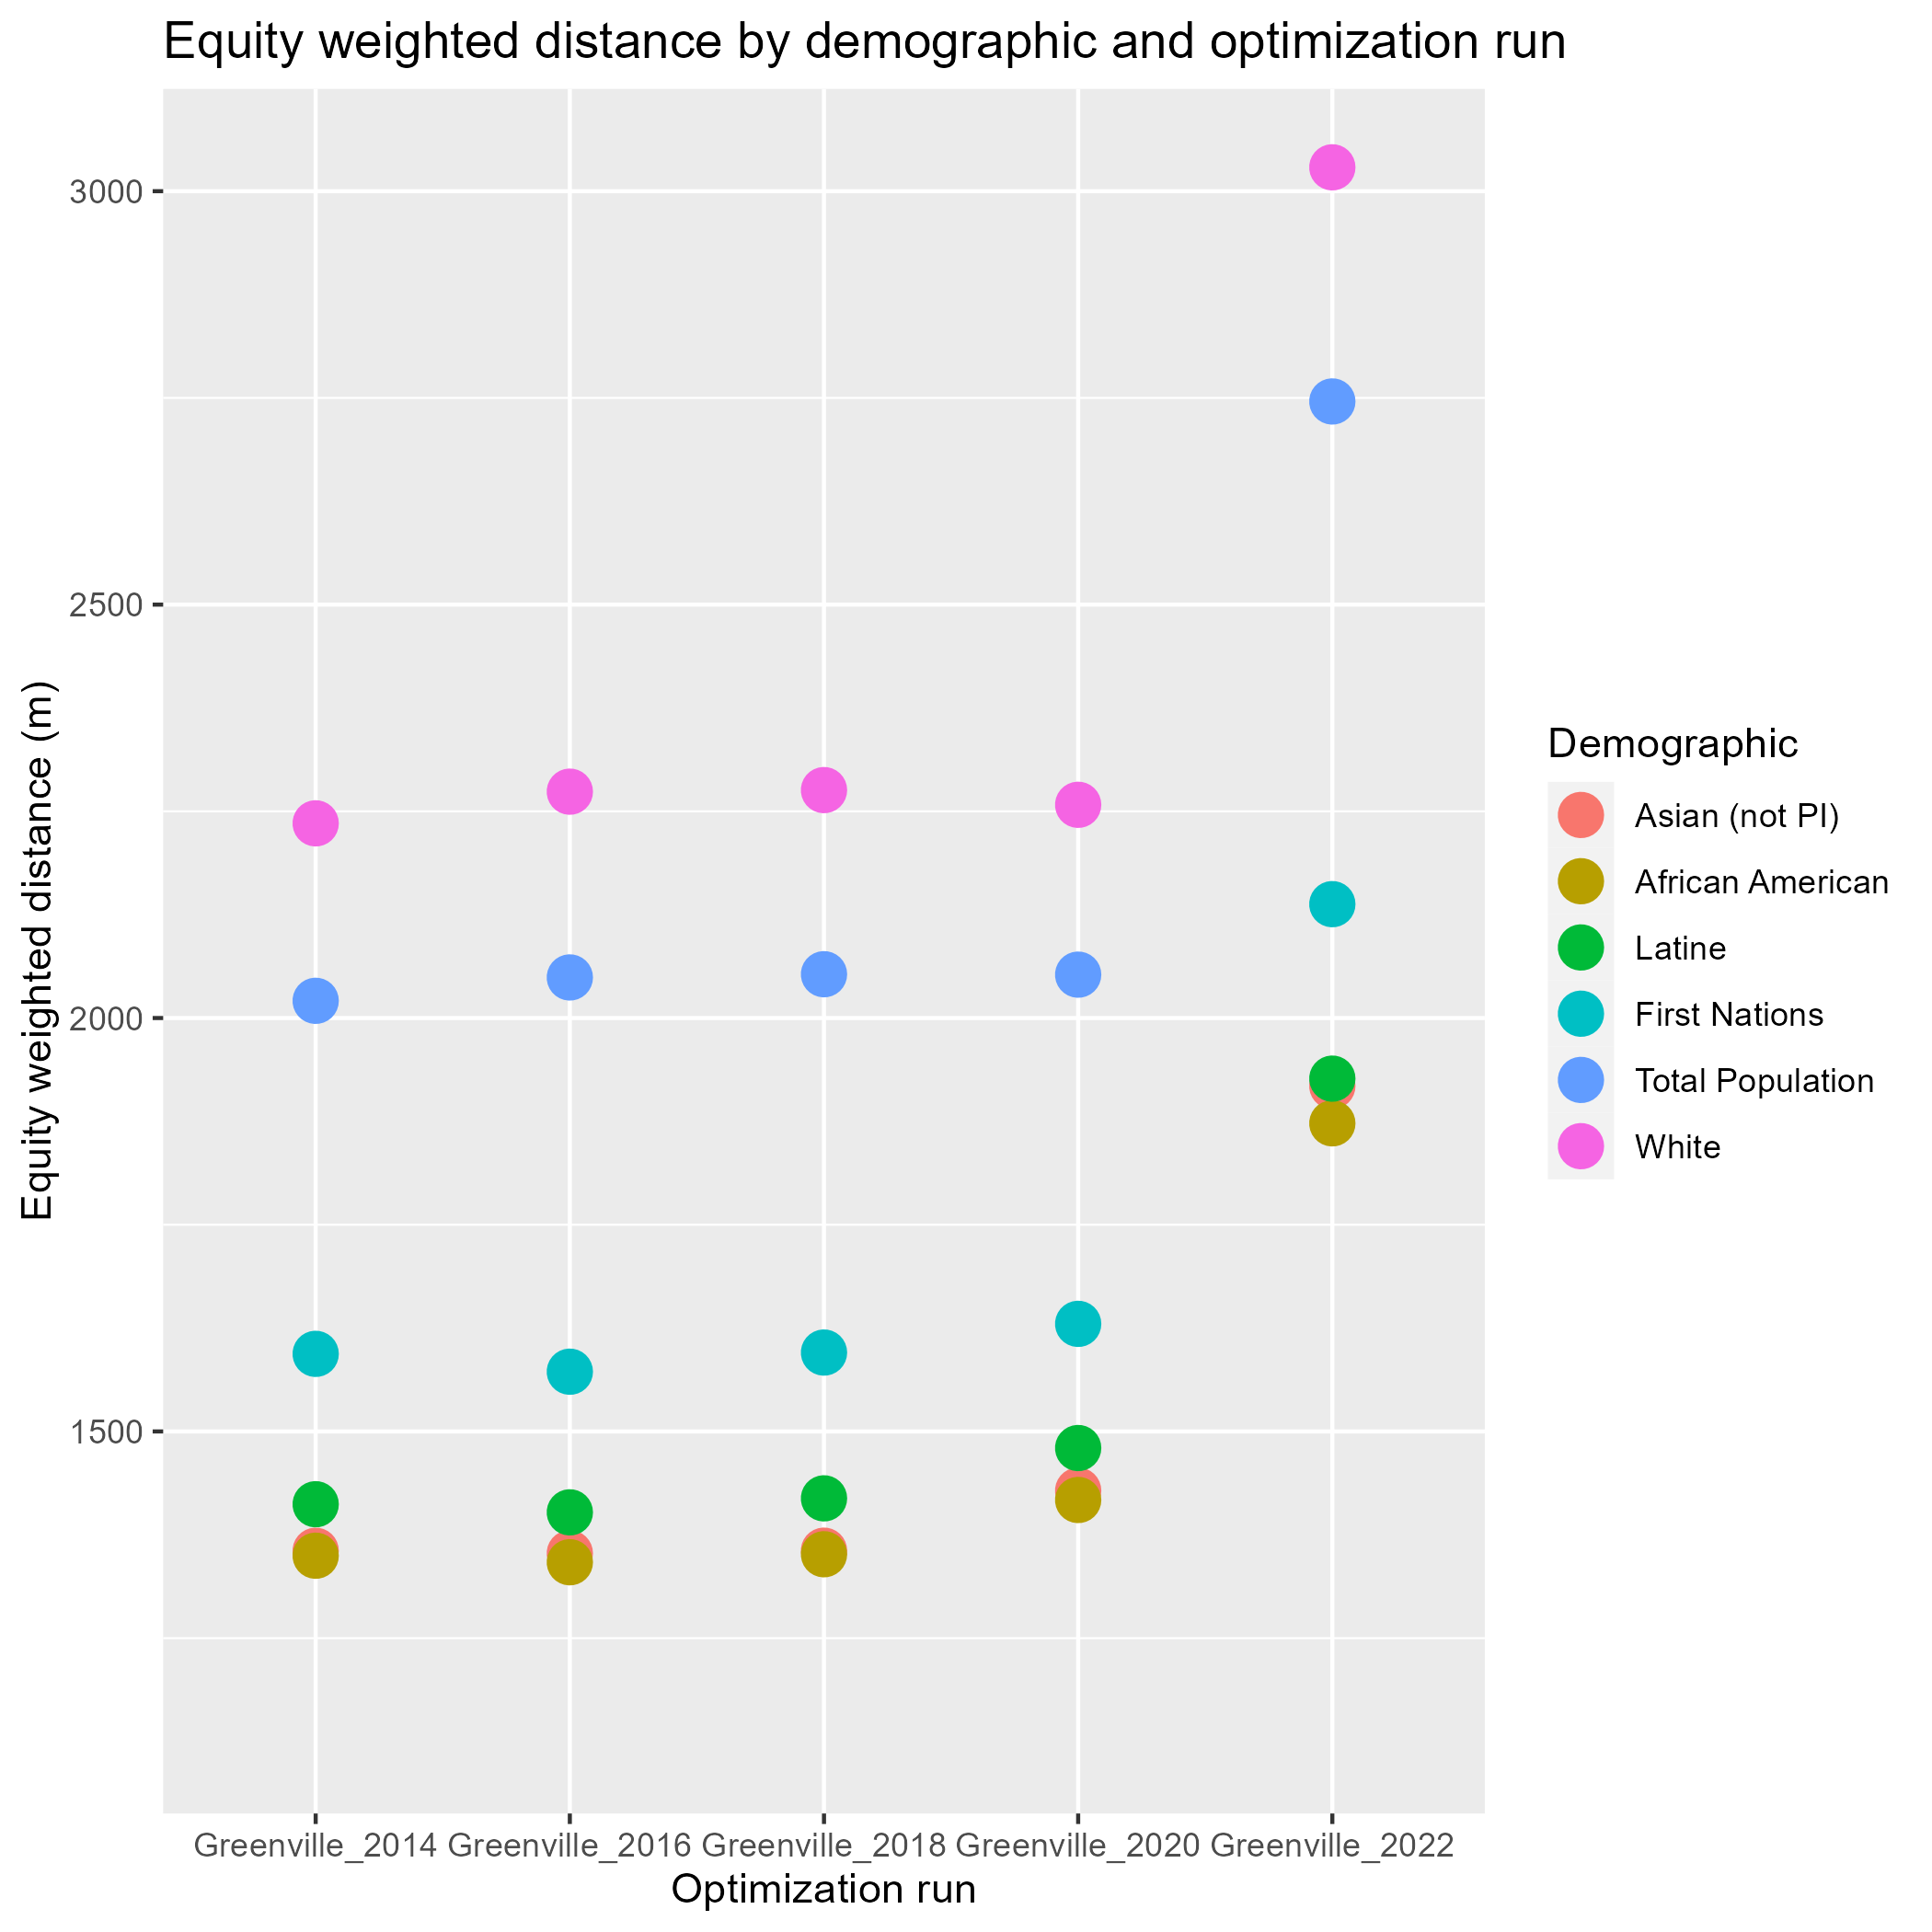 Equity weighted distance by demographic and optimization run
Equity weighted distance (m)
3000
2500
2000
1500
Greenville_2014 Greenville_2016 Greenville_2018 Greenville_2020 Greenville_2022
Optimization run
Demographic
Asian (not PI)
African American
Latine
First Nations
Total Population
White